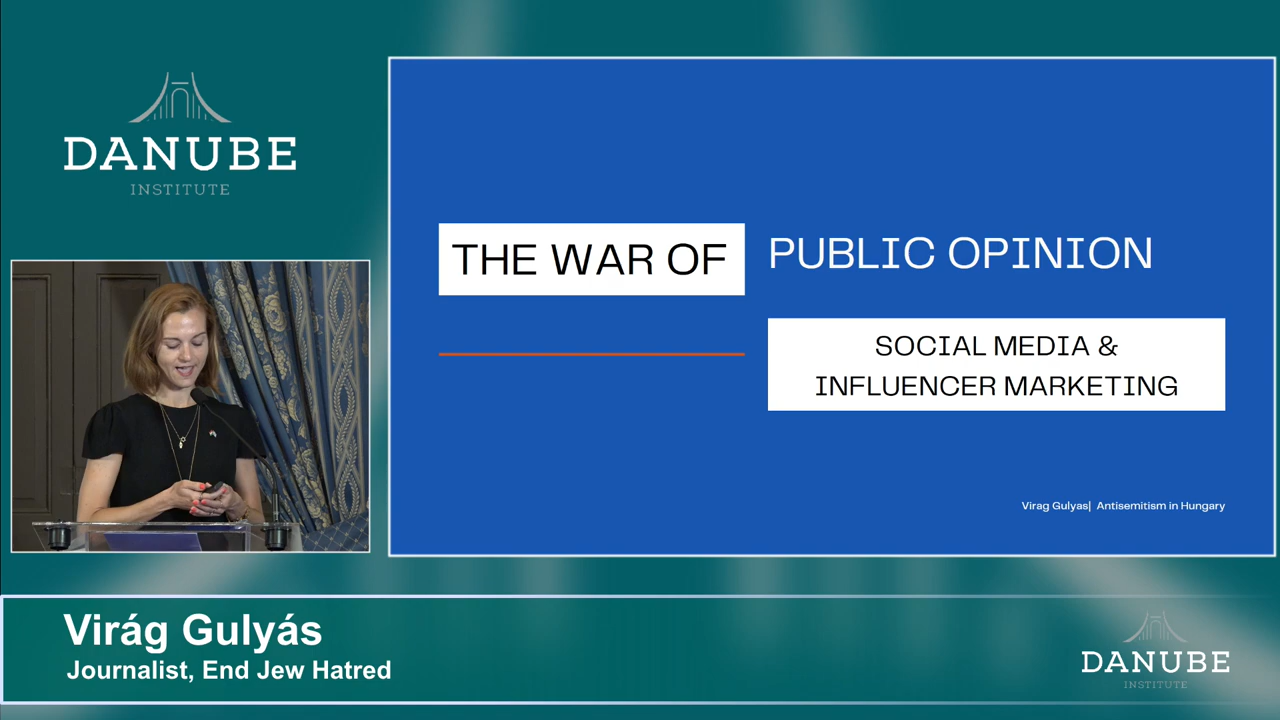 DANUBE
INSTITUTE
THE WAR OF
PUBLIC OPINION
SOCIAL MEDIA &
INFLUENCER MARKETING
Virag Gulyas| Antisemitism in Hungary
Virág Gulyás
Journalist, End Jew Hatred
DANUBE
INSTITUTE